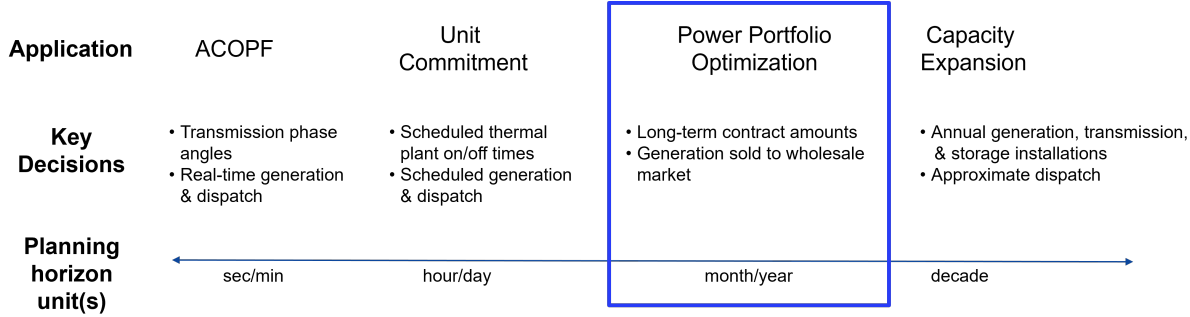 Application
ACOPF
Unit
Commitment
Power Portfolio
Optimization
Capacity
Expansion
Key
Decisions
• Transmission phase
angles
• Real-time generation
& dispatch
• Scheduled thermal
plant on/off times
• Scheduled generation
& dispatch
• Long-term contract amounts
• Generation sold to wholesale
market
• Annual generation, transmission,
& storage installations
• Approximate dispatch
Planning
horizon
unit(s)
sec/min
hour/day
month/year
decade